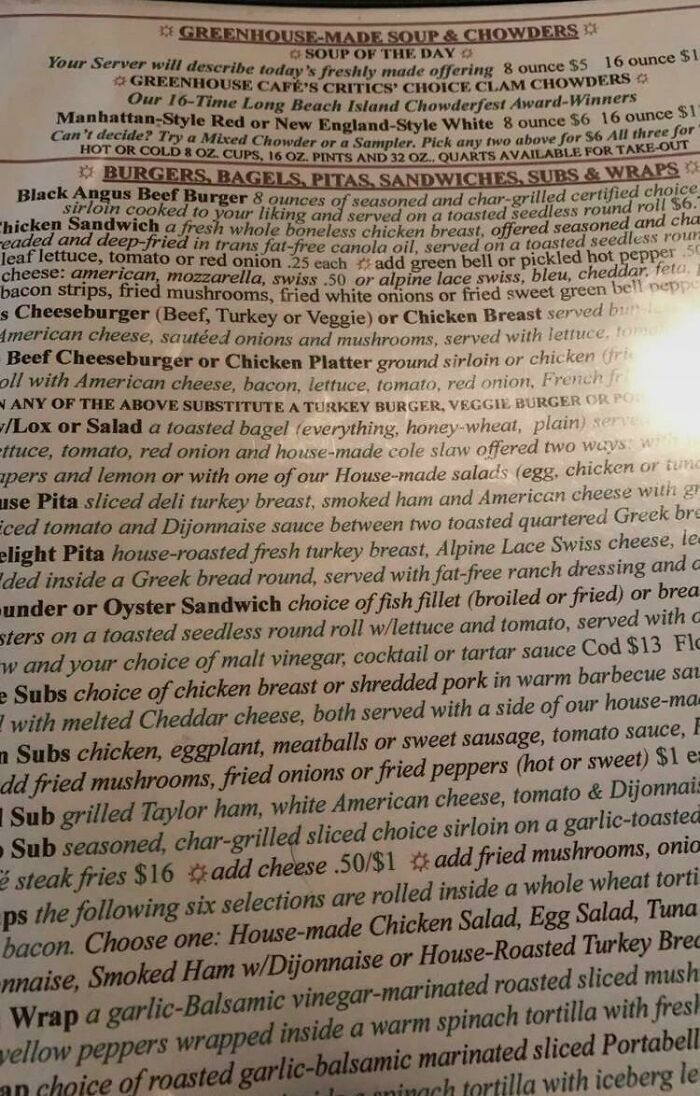 GREENHOUSE-MADE SOUP & CHOWDERS
SOUP OF THE DAY
Your Server will describe today's freshly made offering 8 ounce $5 16 ounce
GREENHOUSE CAFÉ'S CRITICS' CHOICE CLAM CHOWDERS
Our 16-Time Long Beach Island Chowderfest Award-Winners
Manhattan-Style Red or New England-Style White 8 ounce $6 16 ounce
Can't decide? Try a Mixed Chowder or a Sampler. Pick any two above for $6 All three for
HOT OR COLD 8 OZ. CUPS, 16 OZ. PINTS AND 32 OZ.. QUARTS AVAILABLE FOR TAKE-OUT
BURGERS, BAGELS, PITAS, SANDWICHES, SUBS & WRAPS
Black Angus Beef Burger 8 ounces of seasoned and char-grilled certified choice
sirloin cooked to your liking and served on a toasted seedless round roll
Chicken Sandwich a fresh whole boneless chicken breast, offered seasoned and
and deep-fried in trans fat-free canola oil, served on a toasted seedless
leaf lettuce, tomato or red onion .25 each add green bell or pickled hot pepper
cheese: american, mozzarella, swiss .50 or alpine lace swiss, bleu, cheddar, feta,
bacon strips, fried mushrooms, fried white onions or fried sweet green bell
Cheeseburger (Beef, Turkey or Veggie) or Chicken Breast served
American cheese, sautéed onions and mushrooms, served with lettuce,
Beef Cheeseburger or Chicken Platter ground sirloin or chicken
with American cheese, bacon, lettuce, tomato, red onion, French
ANY OF THE ABOVE SUBSTITUTE A TURKEY BURGER, VEGGIE BURGER OR
w/Lox or Salad a toasted bagel (everything, honey-wheat, plain)
tomato, red onion and house-made cole slaw offered two ways:
and lemon or with one of our House-made salads (egg, chicken or
Pita sliced deli turkey breast, smoked ham and American cheese with
tomato and Dijonnaise sauce between two toasted quartered Greek
Pita house-roasted fresh turkey breast, Alpine Lace Swiss cheese,
inside a Greek bread round, served with fat-free ranch dressing and
or Oyster Sandwich choice of fish fillet (broiled or fried) or
on a toasted seedless round roll w/lettuce and tomato, served with
and your choice of malt vinegar, cocktail or tartar sauce Cod $13
Subs choice of chicken breast or shredded pork in warm barbecue
with melted Cheddar cheese, both served with a side of our
Subs chicken, eggplant, meatballs or sweet sausage, tomato sauce,
add fried mushrooms, fried onions or fried peppers (hot or sweet) $1
Sub grilled Taylor ham, white American cheese, tomato &
Sub seasoned, char-grilled sliced choice sirloin on a garlic-toasted
steak fries $16 add cheese .50/$1 add fried mushrooms,
the following six selections are rolled inside a whole wheat
bacon. Choose one: House-made Chicken Salad, Egg Salad, Tuna
Smoked Ham w/Dijonnaise or House-Roasted Turkey
Wrap a garlic-Balsamic vinegar-marinated roasted sliced
yellow peppers wrapped inside a warm spinach tortilla with
choice of roasted garlic-balsamic marinated sliced
spinach tortilla with iceberg